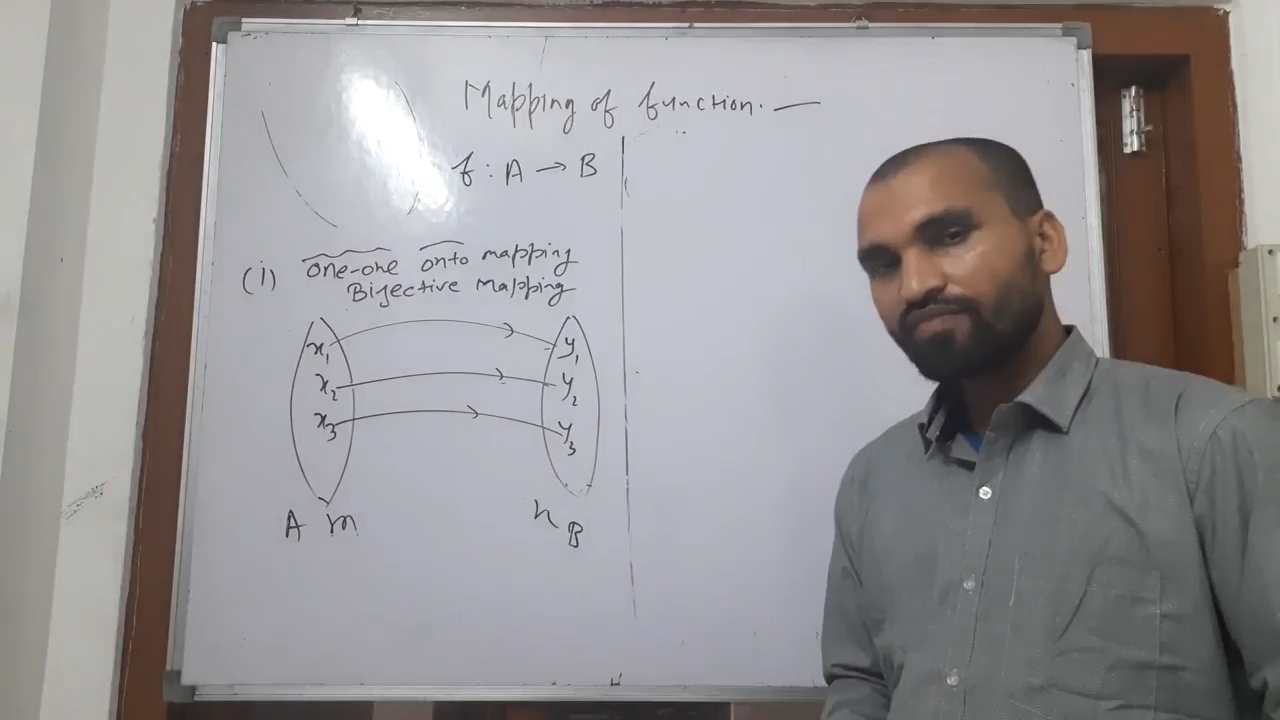 Mapping of function. —
f : A → B
(i) one-one onto mapping
Bijective Mapping
x₁ y₁
x₂ y₂
x₃ y₃
A m n B